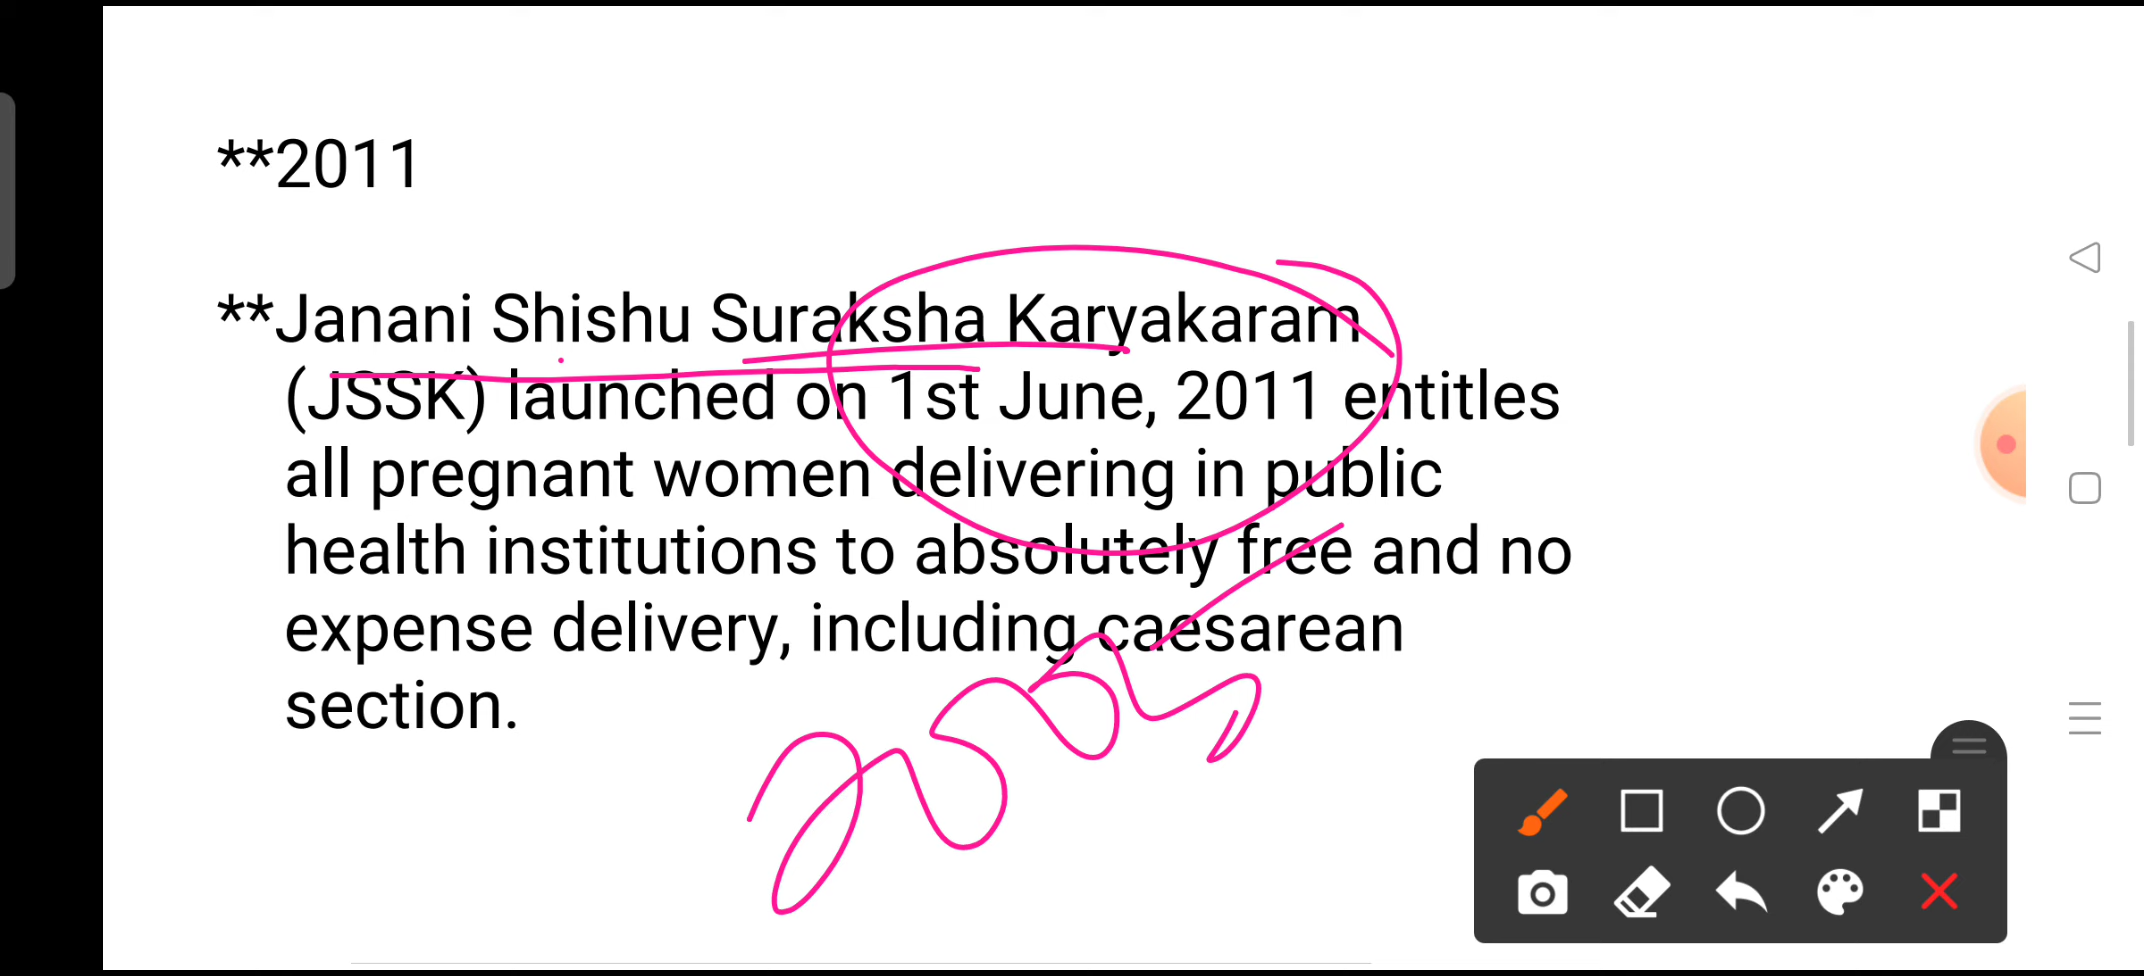 **2011
**Janani Shishu Suraksha Karyakaram
(JSSK) launched on 1st June, 2011 entitles
all pregnant women delivering in public
health institutions to absolutely free and no
expense delivery, including caesarean
section.
2005